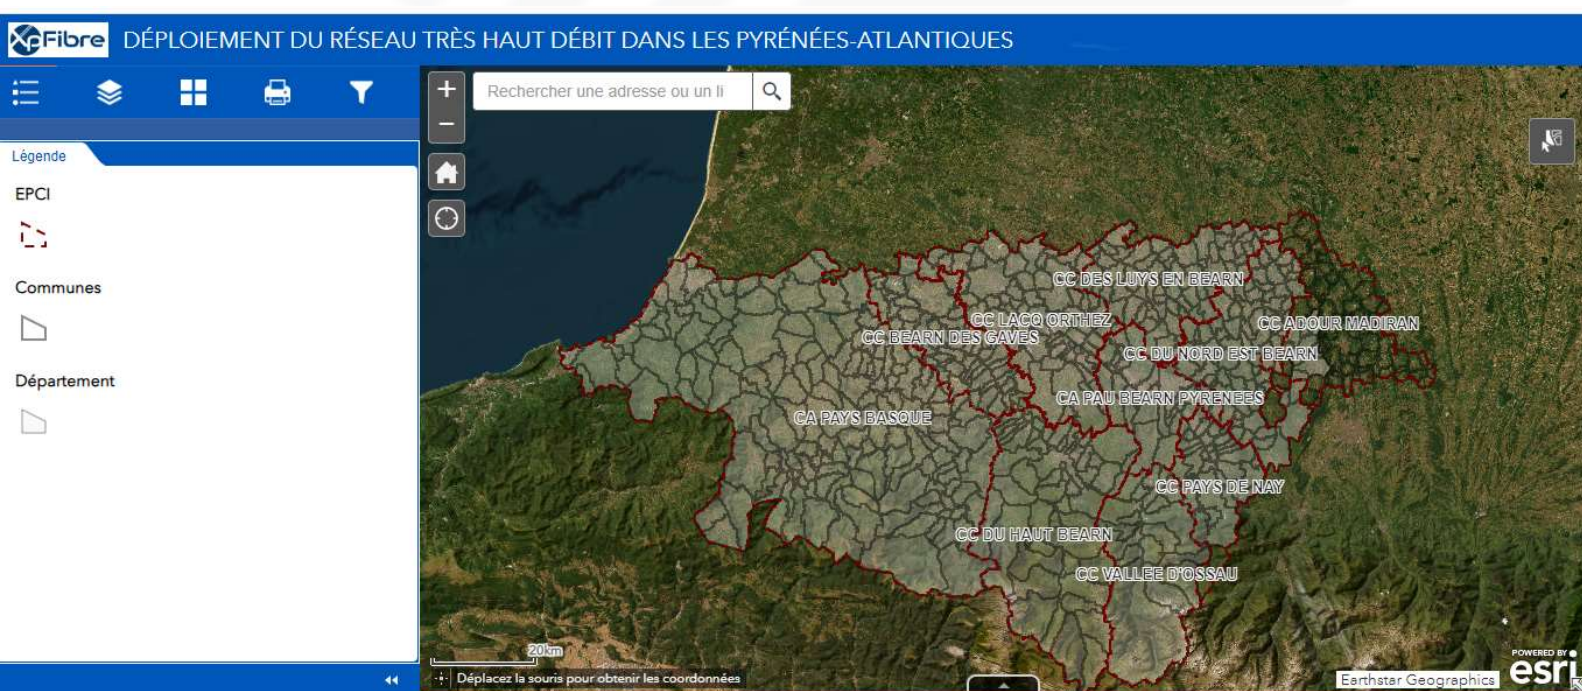 XpFibre
DÉPLOIEMENT DU RÉSEAU TRÈS HAUT DÉBIT DANS LES PYRÉNÉES-ATLANTIQUES
Rechercher une adresse ou un li
Légende
EPCI
Communes
Département
CC DES LUYS EN BEARN
CC LACQ ORTHEZ
CC ADOUR MADIRAN
CC BEARN DES GAVES
CC DU NORD EST BEARN
CA PAU BEARN PYRENEES
CA PAYS BASQUE
CC PAYS DE NAY
CC DU HAUT BEARN
CC VALLEE D'OSSAU
20km
Déplacez la souris pour obtenir les coordonnées
Earthstar Geographics
POWERED BY
esri